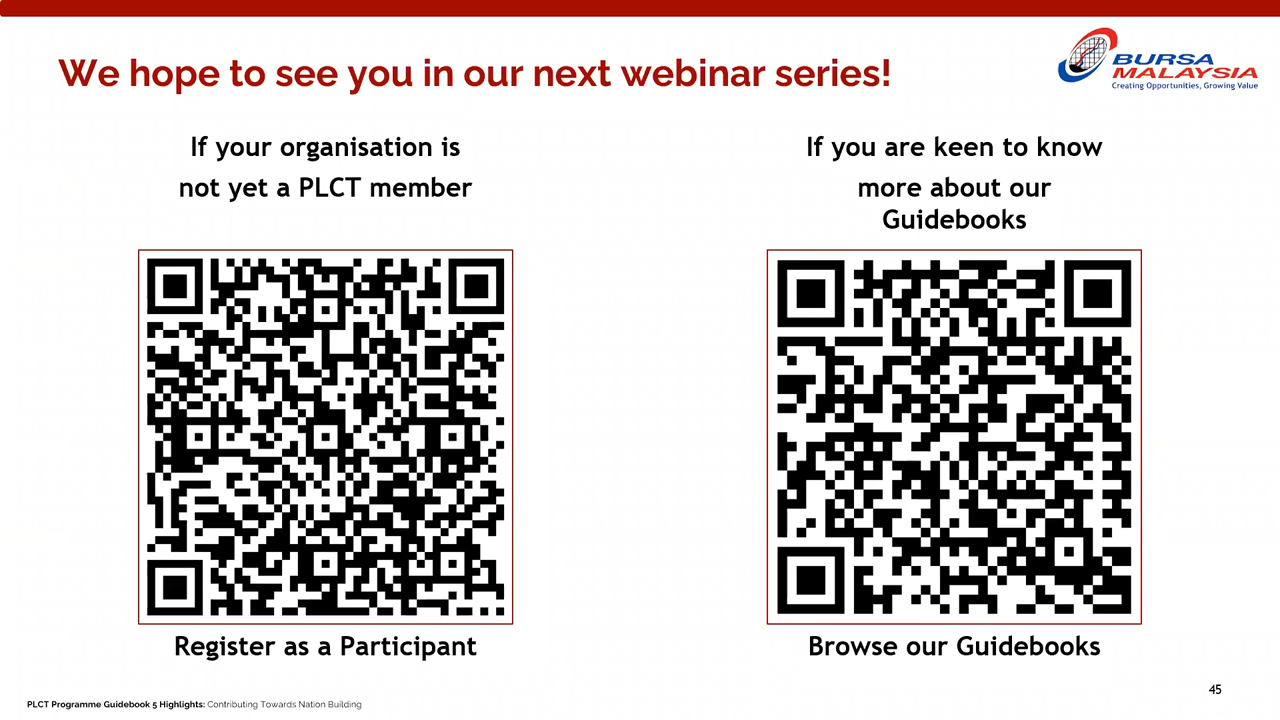 We hope to see you in our next webinar series!
BURSA
MALAYSIA
Creating Opportunities, Growing Value
If your organisation is
not yet a PLCT member
If you are keen to know
more about our
Guidebooks
Register as a Participant
Browse our Guidebooks
45
PLCT Programme Guidebook 5 Highlights: Contributing Towards Nation Building